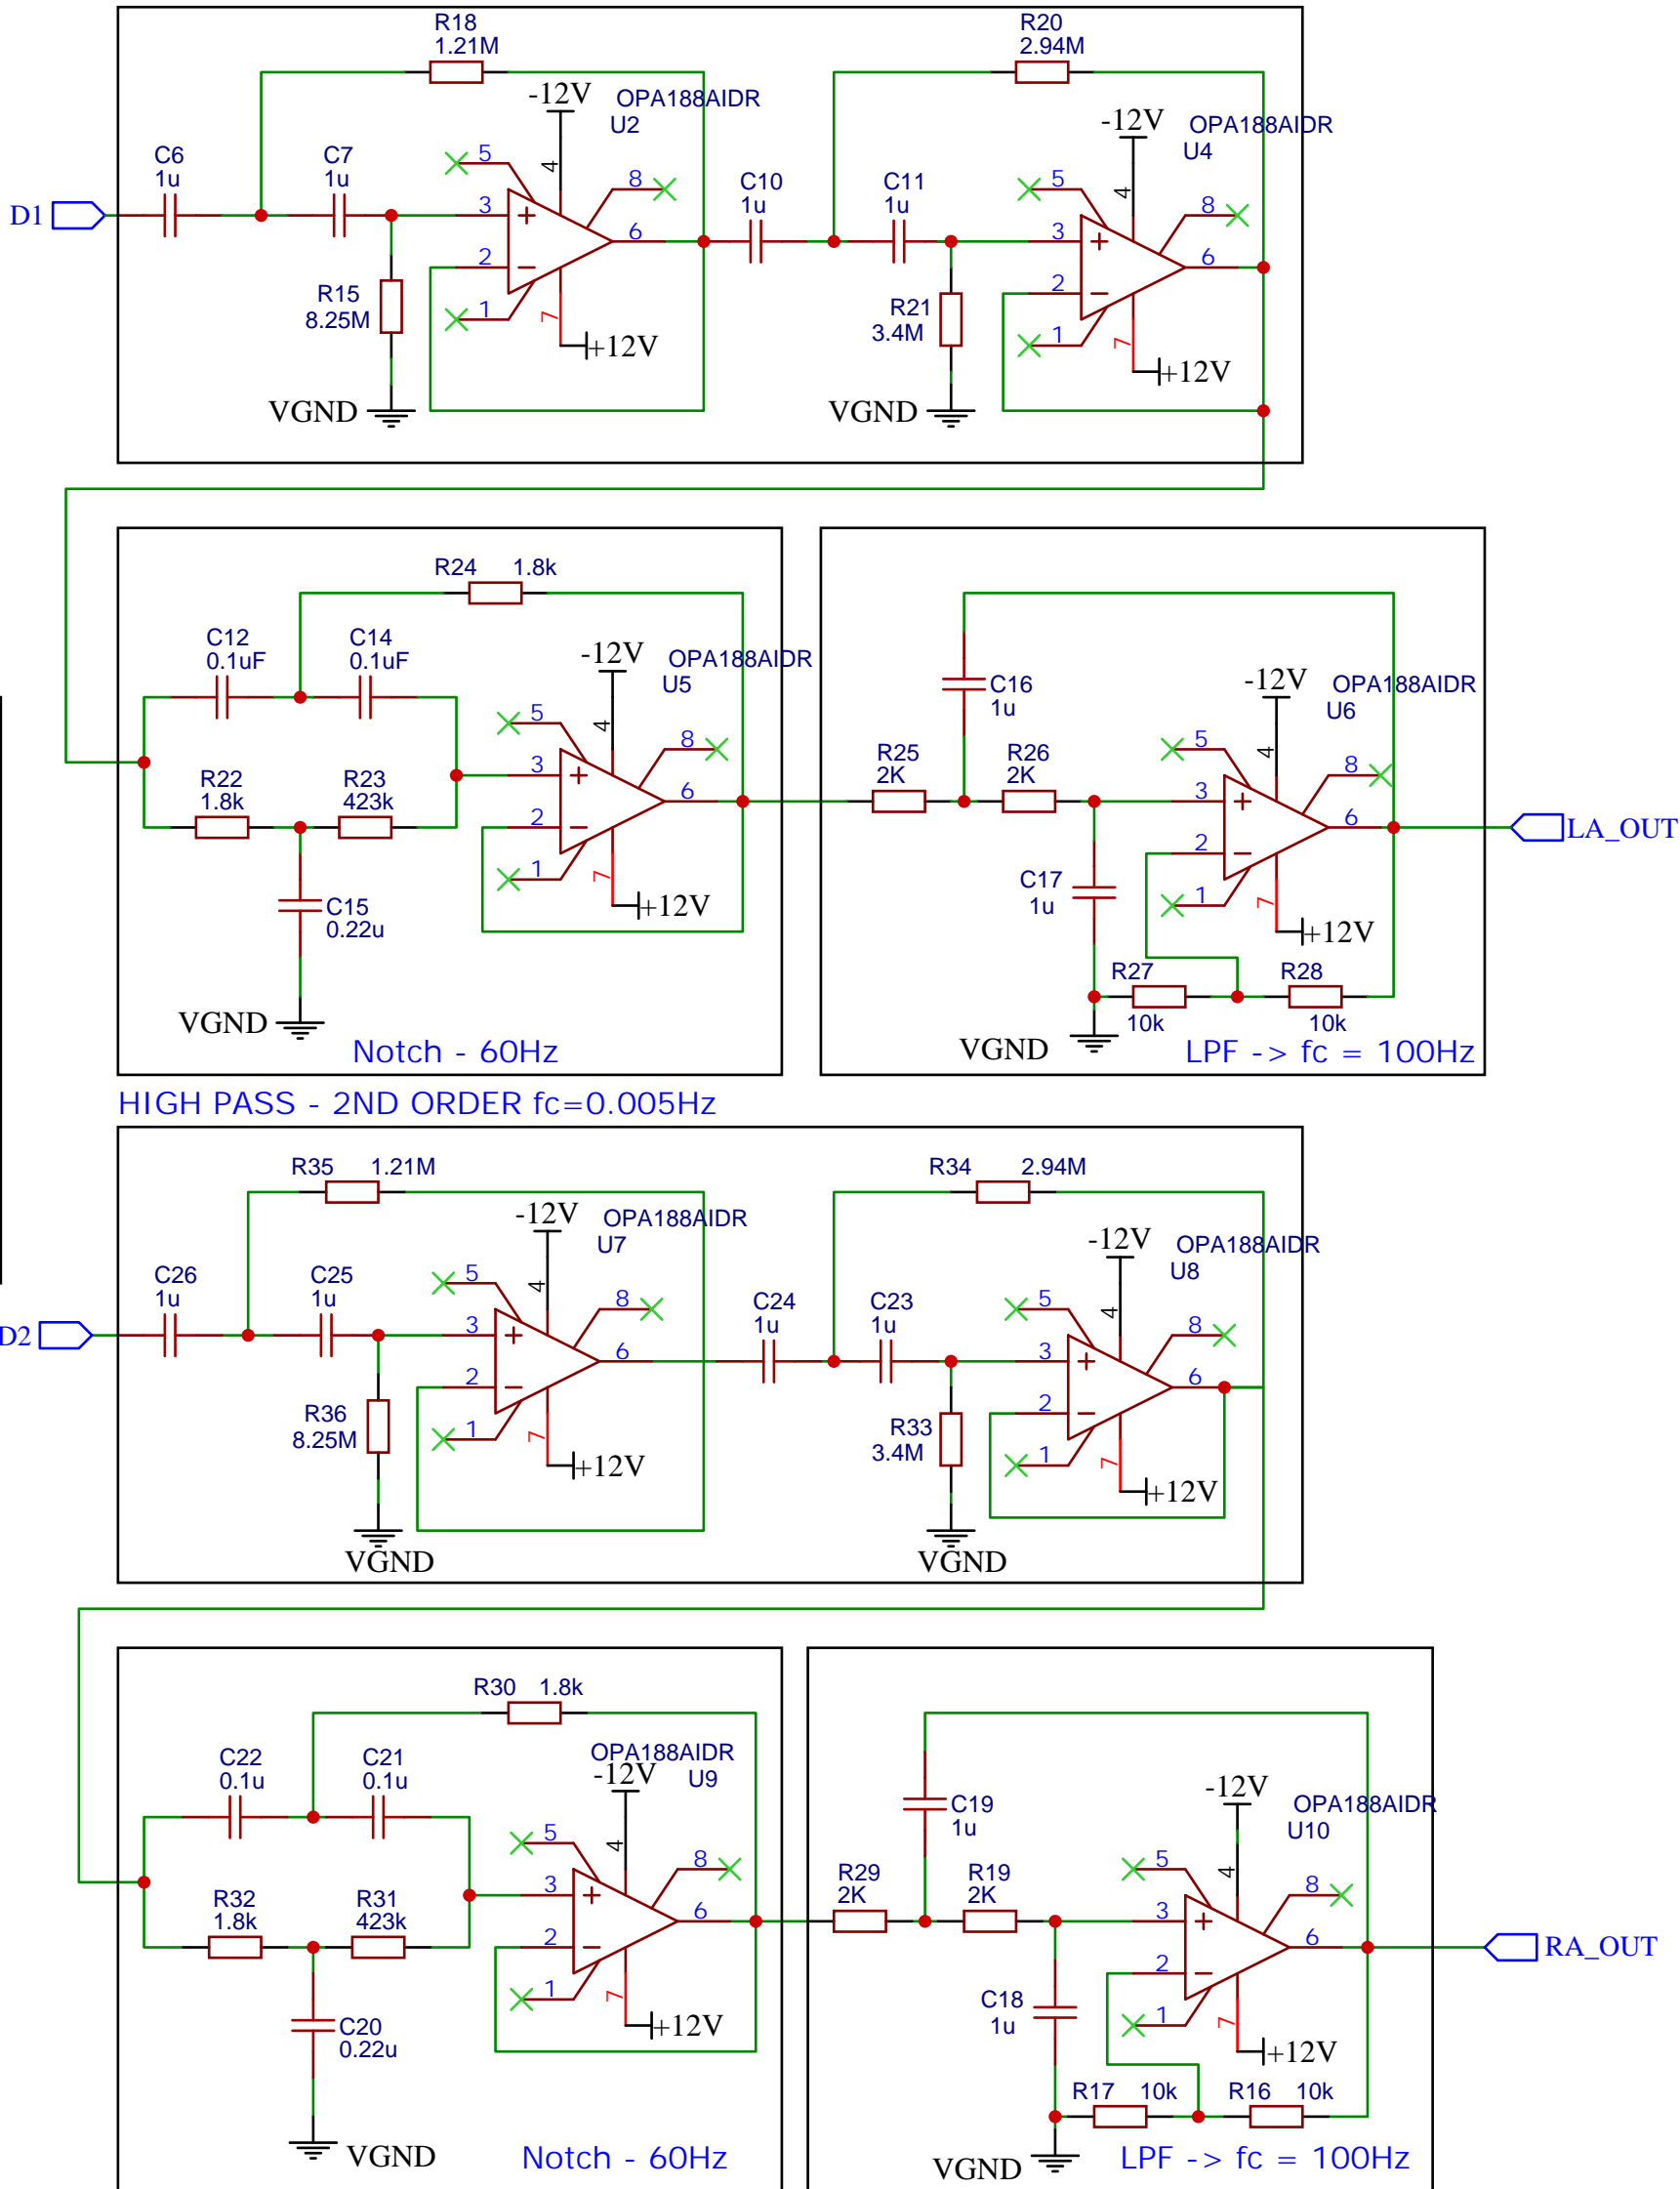 R18
1.21M
R20
2.94M
-12V
OPA188AIDR
U2
-12V
OPA188AIDR
U4
C6
1u
C7
1u
5
4
8
C10
1u
C11
1u
5
4
8
D1
3
6
3
6
2
2
R15
8.25M
1
7
+12V
R21
3.4M
1
7
+12V
VGND
VGND
R24 1.8k
C12
0.1uF
C14
0.1uF
-12V
OPA188AIDR
U5
C16
1u
-12V
OPA188AIDR
U6
5
4
8
5
4
8
R22
1.8k
R23
423k
3
6
2
R25
2K
R26
2K
3
6
2
LA_OUT
1
7
+12V
C15
0.22u
C17
1u
1
7
+12V
R27
10k
R28
10k
VGND
VGND
Notch - 60Hz
LPF -> fc = 100Hz
HIGH PASS - 2ND ORDER fc=0.005Hz
R35 1.21M
R34 2.94M
-12V
OPA188AIDR
U7
-12V
OPA188AIDR
U8
C26
1u
C25
1u
5
4
8
C24
1u
C23
1u
5
4
8
D2
3
6
3
6
2
2
R36
8.25M
1
7
+12V
R33
3.4M
1
7
+12V
VGND
VGND
R30 1.8k
C22
0.1u
C21
0.1u
OPA188AIDR
-12V
U9
C19
1u
-12V
OPA188AIDR
U10
5
4
8
5
4
8
R32
1.8k
R31
423k
3
6
2
R29
2K
R19
2K
3
6
2
RA_OUT
1
7
+12V
C20
0.22u
C18
1u
1
7
+12V
R17 10k
R16 10k
VGND
VGND
Notch - 60Hz
LPF -> fc = 100Hz